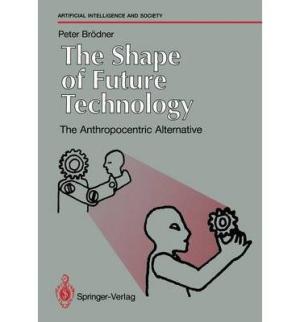 ARTIFICIAL INTELLIGENCE AND SOCIETY
Peter Brödner
The Shape
of Future
Technology
The Anthropocentric Alternative
Springer-Verlag